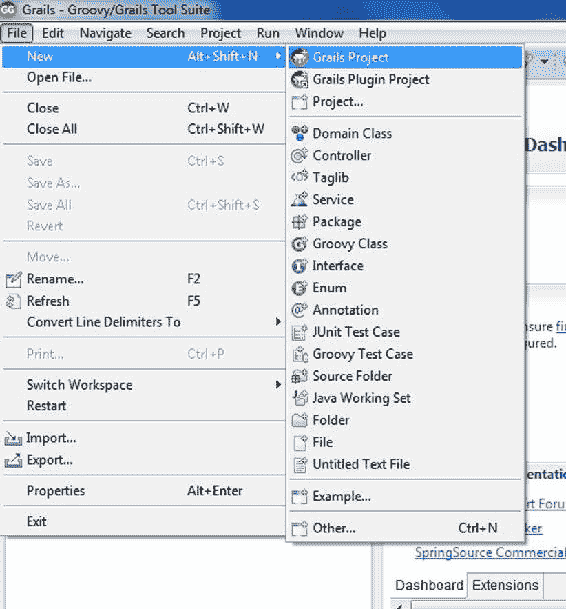 Grails - Groovy/Grails Tool Suite
File Edit Navigate Search Project Run Window Help
New Alt+Shift+N
Open File...
Close Ctrl+W
Close All Ctrl+Shift+W
Save Ctrl+S
Save As...
Save All Ctrl+Shift+S
Revert
Move...
Rename... F2
Refresh F5
Convert Line Delimiters To
Print... Ctrl+P
Switch Workspace
Restart
Import...
Export...
Properties Alt+Enter
Exit
Grails Project
Grails Plugin Project
Project...
Domain Class
Controller
Taglib
Service
Package
Groovy Class
Interface
Enum
Annotation
JUnit Test Case
Groovy Test Case
Source Folder
Java Working Set
Folder
File
Untitled Text File
Example...
Other... Ctrl+N
Dash
nsure fi
ured.
entatio
rt Foru
ker
SpringSource Commercial
Dashboard Extensions